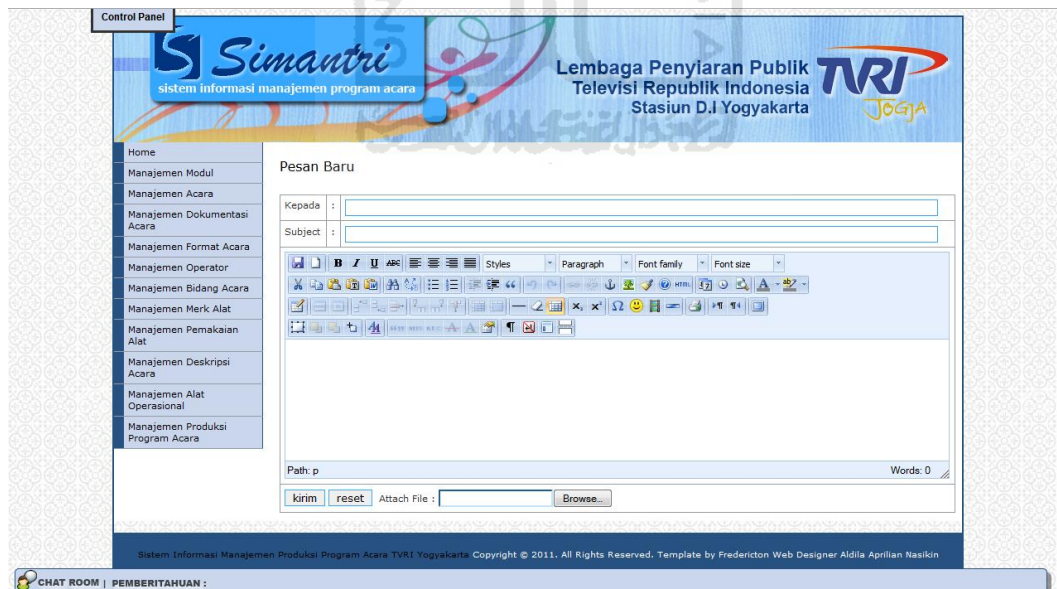 Control Panel
Simantri
sistem informasi manajemen program acara
Lembaga Penyiaran Publik
Televisi Republik Indonesia
Stasiun D.I Yogyakarta
TVRI
JOGJA
Home
Manajemen Modul
Manajemen Acara
Manajemen Dokumentasi
Acara
Manajemen Format Acara
Manajemen Operator
Manajemen Bidang Acara
Manajemen Merk Alat
Manajemen Pemakaian
Alat
Manajemen Deskripsi
Acara
Manajemen Alat
Operasional
Manajemen Produksi
Program Acara
Pesan Baru
Kepada :
Subject :
B I U ABC Styles Paragraph Font family Font size
HTML
Path: p Words: 0
kirim reset Attach File : Browse...
Sistem Informasi Manajemen Produksi Program Acara TVRI Yogyakarta Copyright © 2011. All Rights Reserved. Template by Fredericton Web Designer Aldila Aprilian Nasikin
CHAT ROOM | PEMBERITAHUAN :